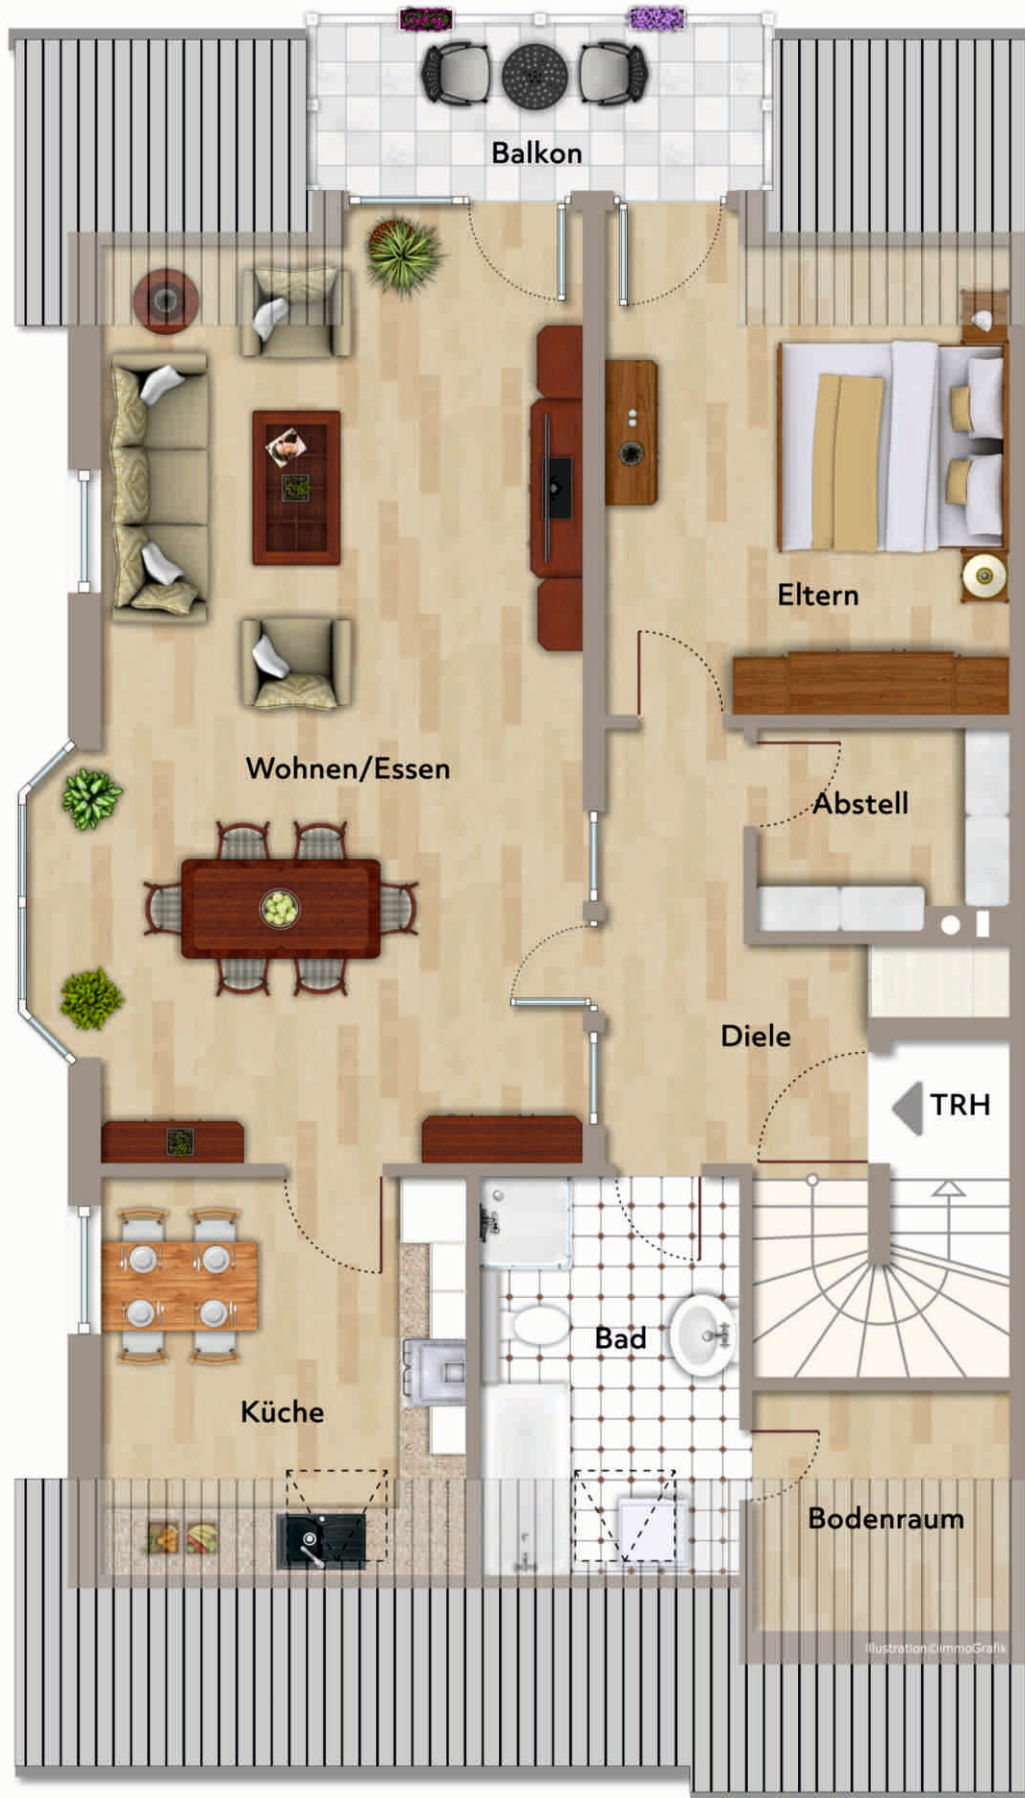 Balkon
Eltern
Wohnen/Essen
Abstell
Diele
TRH
Bad
Küche
Bodenraum
Illustration©immoGrafik